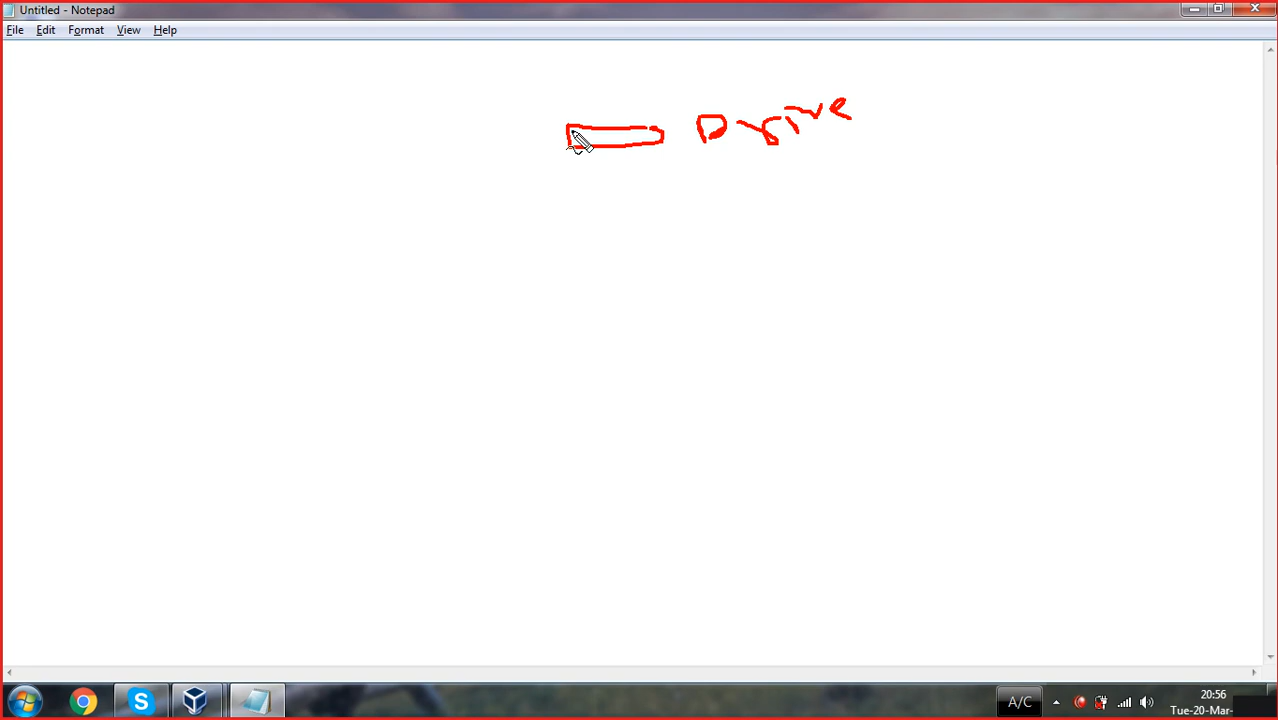 Untitled - Notepad
File Edit Format View Help
Drive
A/C
20:56
Tue-20-Mar-